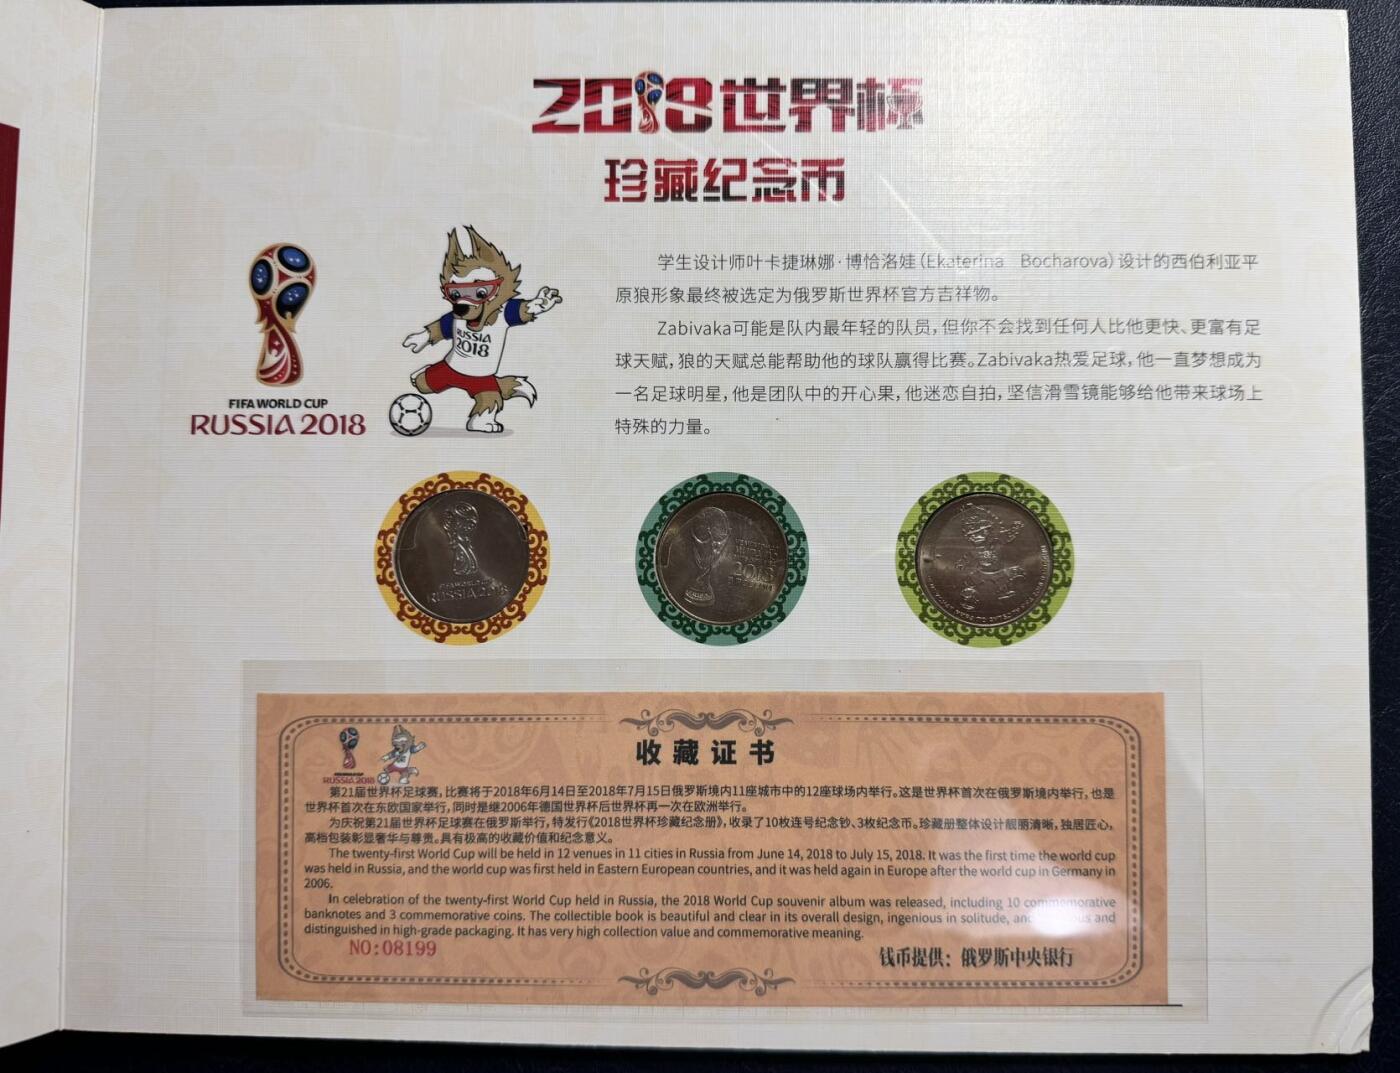 2018世界杯
珍藏纪念币
学生设计师叶卡捷琳娜·博恰洛娃(Ekaterina Bocharova)设计的西伯利亚平
原狼形象最终被选定为俄罗斯世界杯官方吉祥物。
Zabivaka可能是队内最年轻的队员,但你不会找到任何人比他更快、更富有足
球天赋,狼的天赋总能帮助他的球队赢得比赛。Zabivaka热爱足球,他一直梦想成为
一名足球明星,他是团队中的开心果,他迷恋自拍,坚信滑雪镜能够给他带来球场上
特殊的力量。
RUSSIA
2018
FIFA WORLD CUP
RUSSIA 2018
FIFA WORLD CUP
RUSSIA 2018
2018
RUSSIA 2018
收藏证书
第21届世界杯足球赛,比赛将于2018年6月14日至2018年7月15日俄罗斯境内11座城市中的12座球场内举行。这是世界杯首次在俄罗斯境内举行,也是
世界杯首次在东欧国家举行,同时是继2006年德国世界杯后世界杯再一次在欧洲举行。
为庆祝第21届世界杯足球赛在俄罗斯举行,特发行《2018世界杯珍藏纪念册》,收录了10枚连号纪念钞、3枚纪念币。珍藏册整体设计靓丽清晰,独居匠心,
高档包装彰显奢华与尊贵。具有极高的收藏价值和纪念意义。
The twenty-first World Cup will be held in 12 venues in 11 cities in Russia from June 14, 2018 to July 15, 2018. It was the first time the world cup
was held in Russia, and the world cup was first held in Eastern European countries, and it was held again in Europe after the world cup in Germany in
2006.
In celebration of the twenty-first World Cup held in Russia, the 2018 World Cup souvenir album was released, including 10 commemorative
banknotes and 3 commemorative coins. The collectible book is beautiful and clear in its overall design, ingenious in solitude, and
distinguished in high-grade packaging. It has very high collection value and commemorative meaning.
NO:08199
钱币提供:俄罗斯中央银行